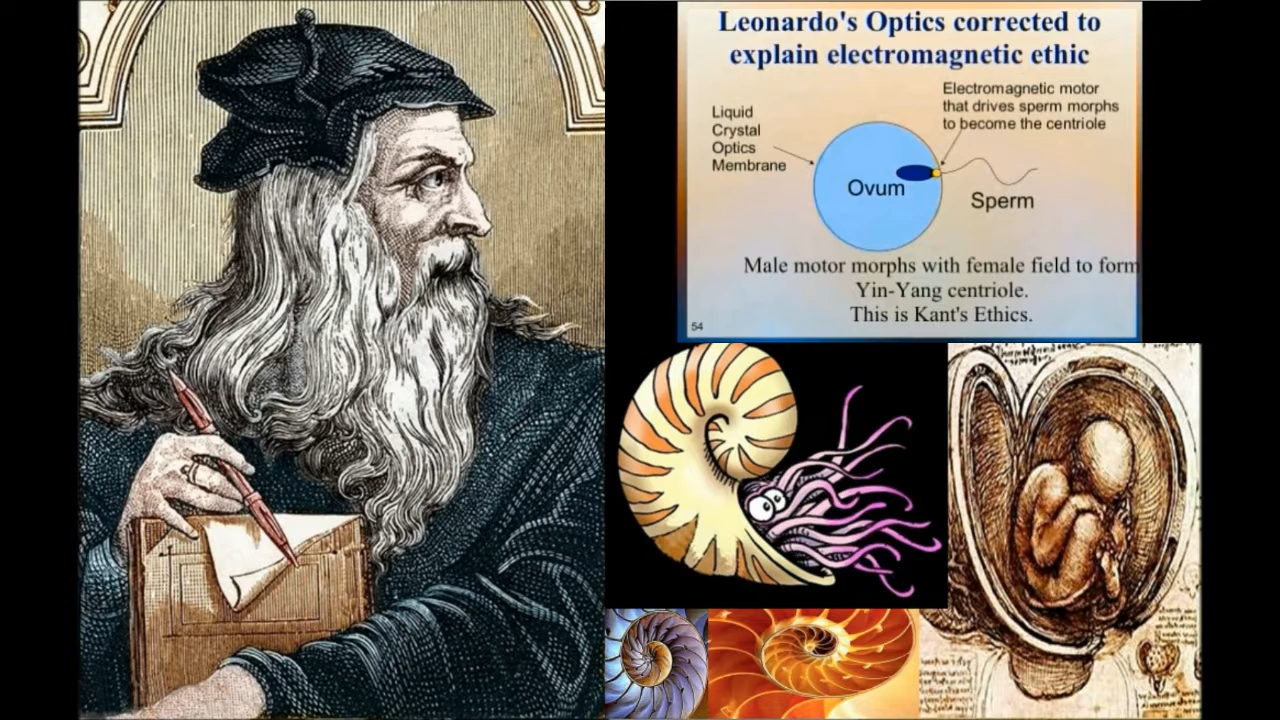 Leonardo's Optics corrected to
explain electromagnetic ethic
Electromagnetic motor
that drives sperm morphs
to become the centriole
Liquid
Crystal
Optics
Membrane
Ovum
Sperm
Male motor morphs with female field to form
Yin-Yang centriole.
This is Kant's Ethics.
54